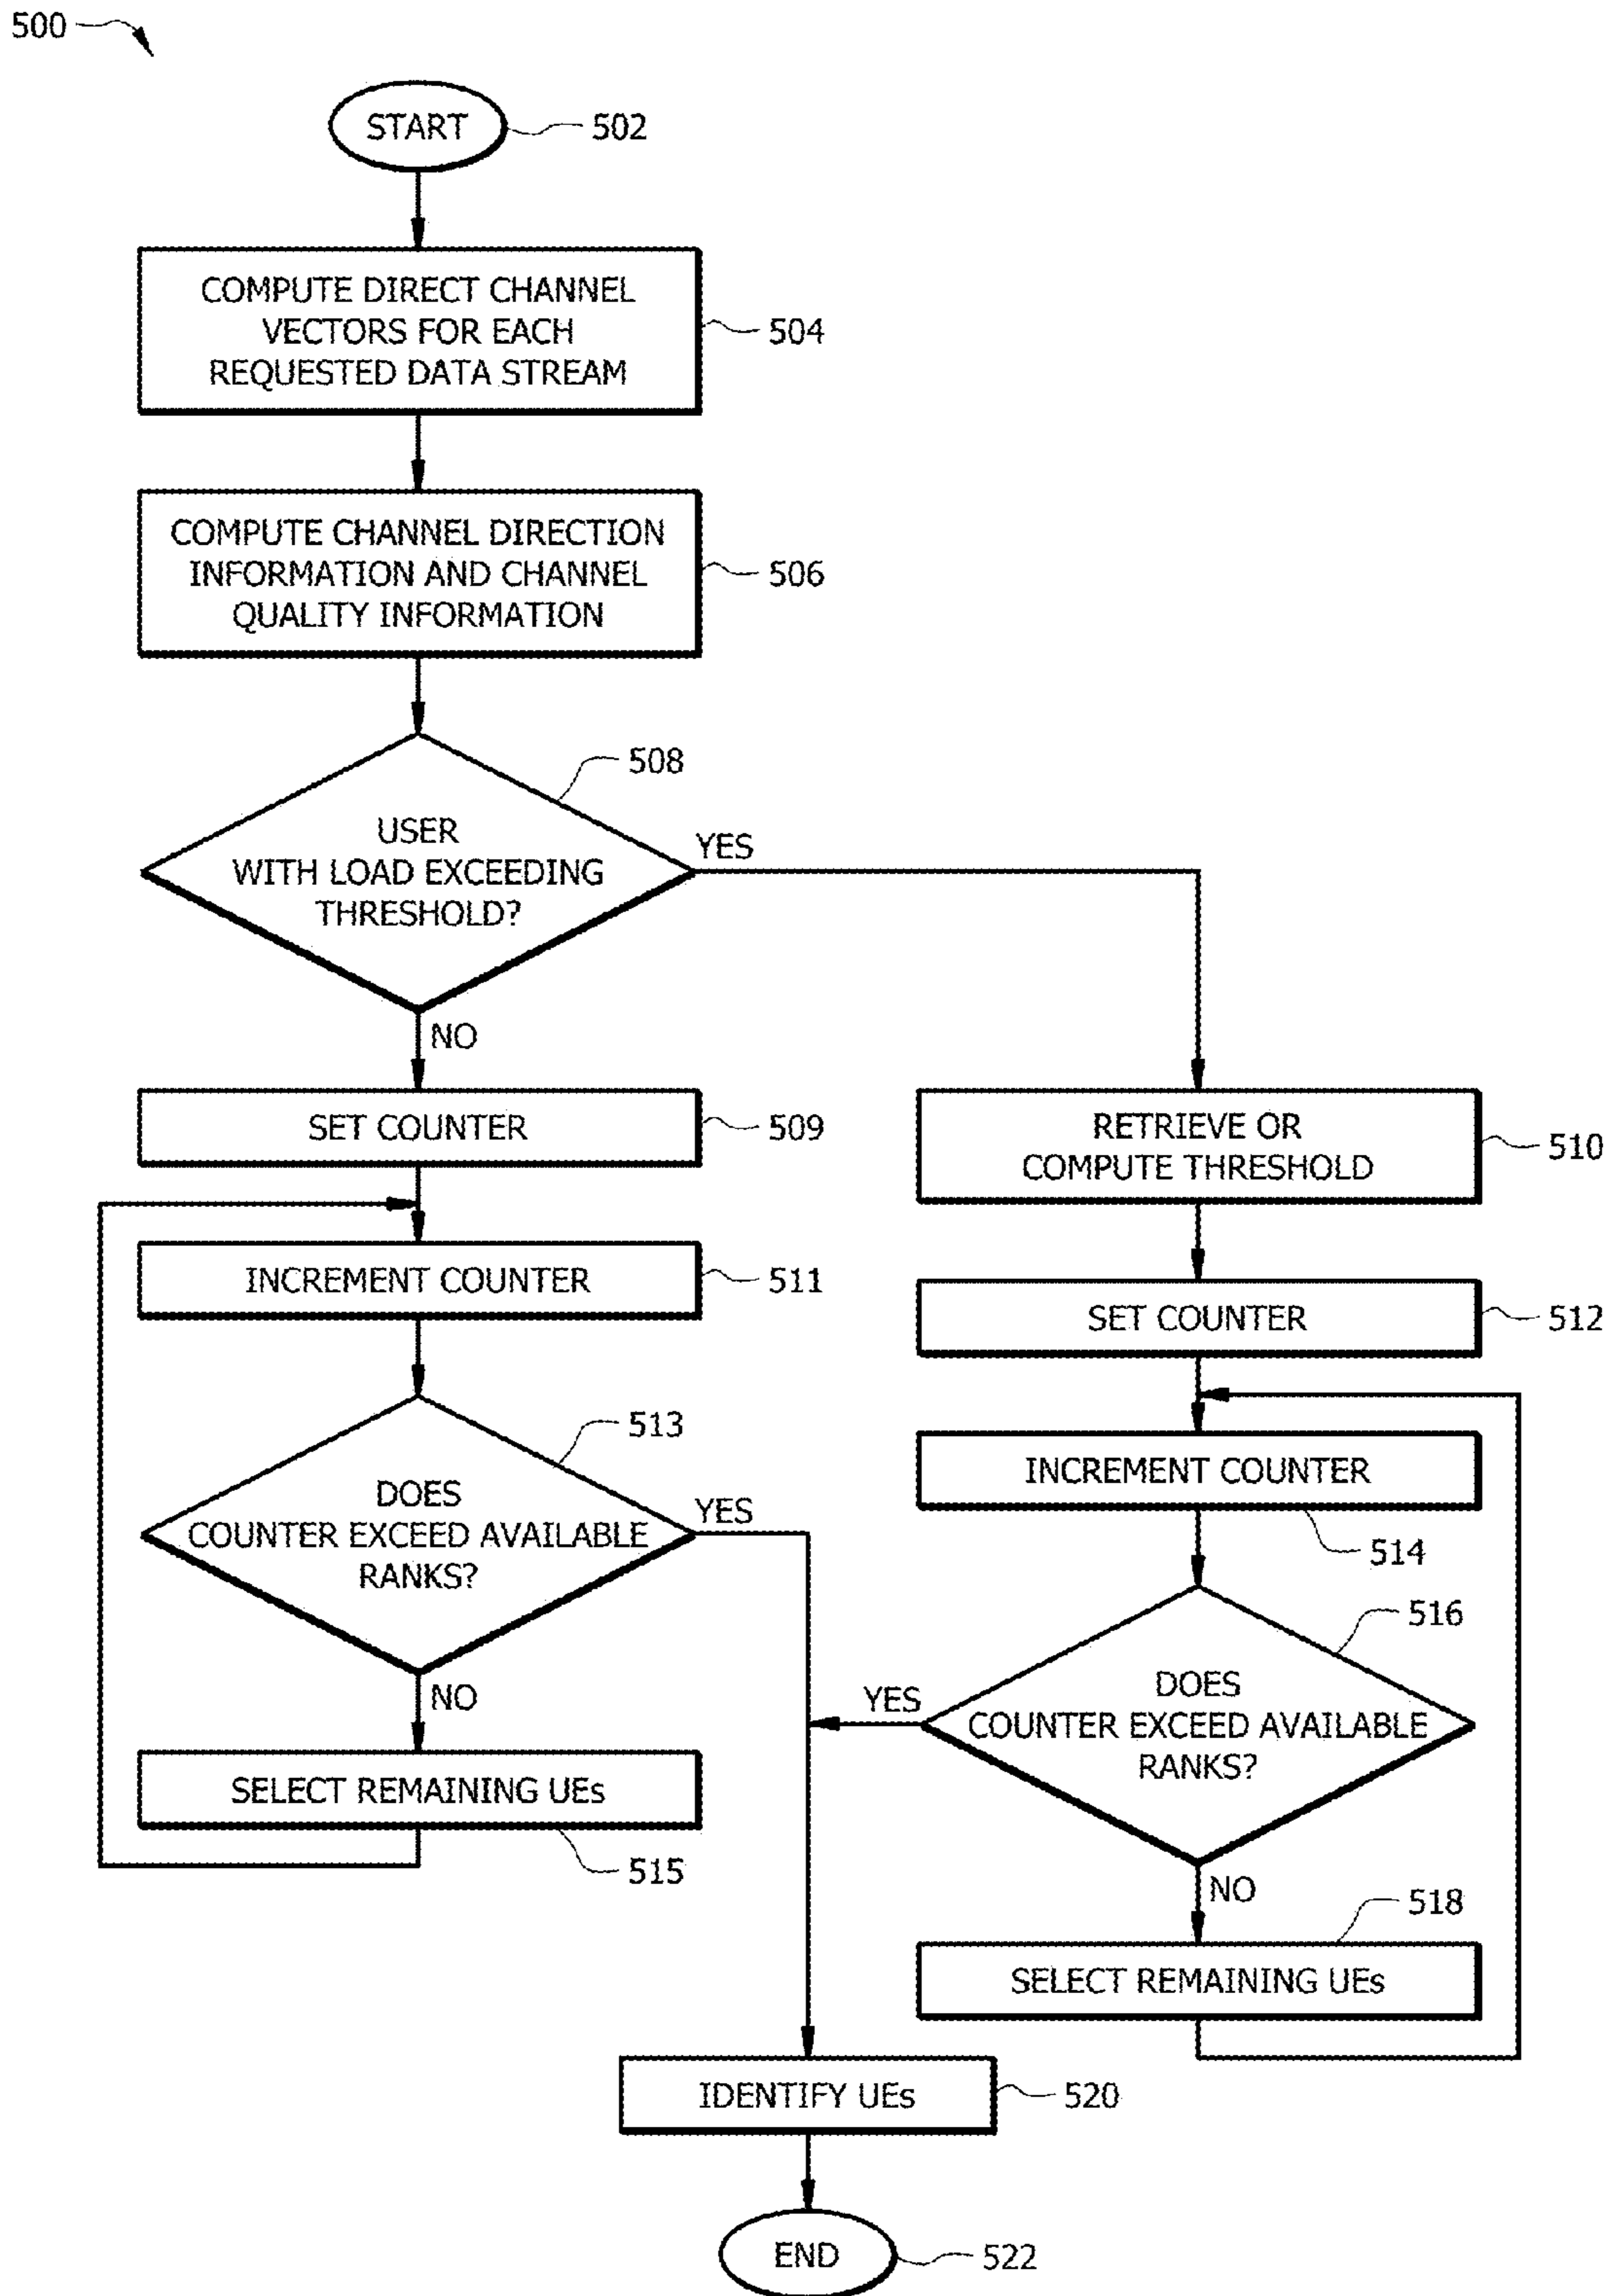 500
START
502
COMPUTE DIRECT CHANNEL
VECTORS FOR EACH
REQUESTED DATA STREAM
504
COMPUTE CHANNEL DIRECTION
INFORMATION AND CHANNEL
QUALITY INFORMATION
506
508
USER
WITH LOAD EXCEEDING
THRESHOLD?
YES
NO
SET COUNTER
509
RETRIEVE OR
COMPUTE THRESHOLD
510
INCREMENT COUNTER
511
SET COUNTER
512
513
DOES
COUNTER EXCEED AVAILABLE
RANKS?
YES
NO
INCREMENT COUNTER
514
516
DOES
COUNTER EXCEED AVAILABLE
RANKS?
YES
NO
SELECT REMAINING UEs
515
518
SELECT REMAINING UEs
IDENTIFY UEs
520
END
522